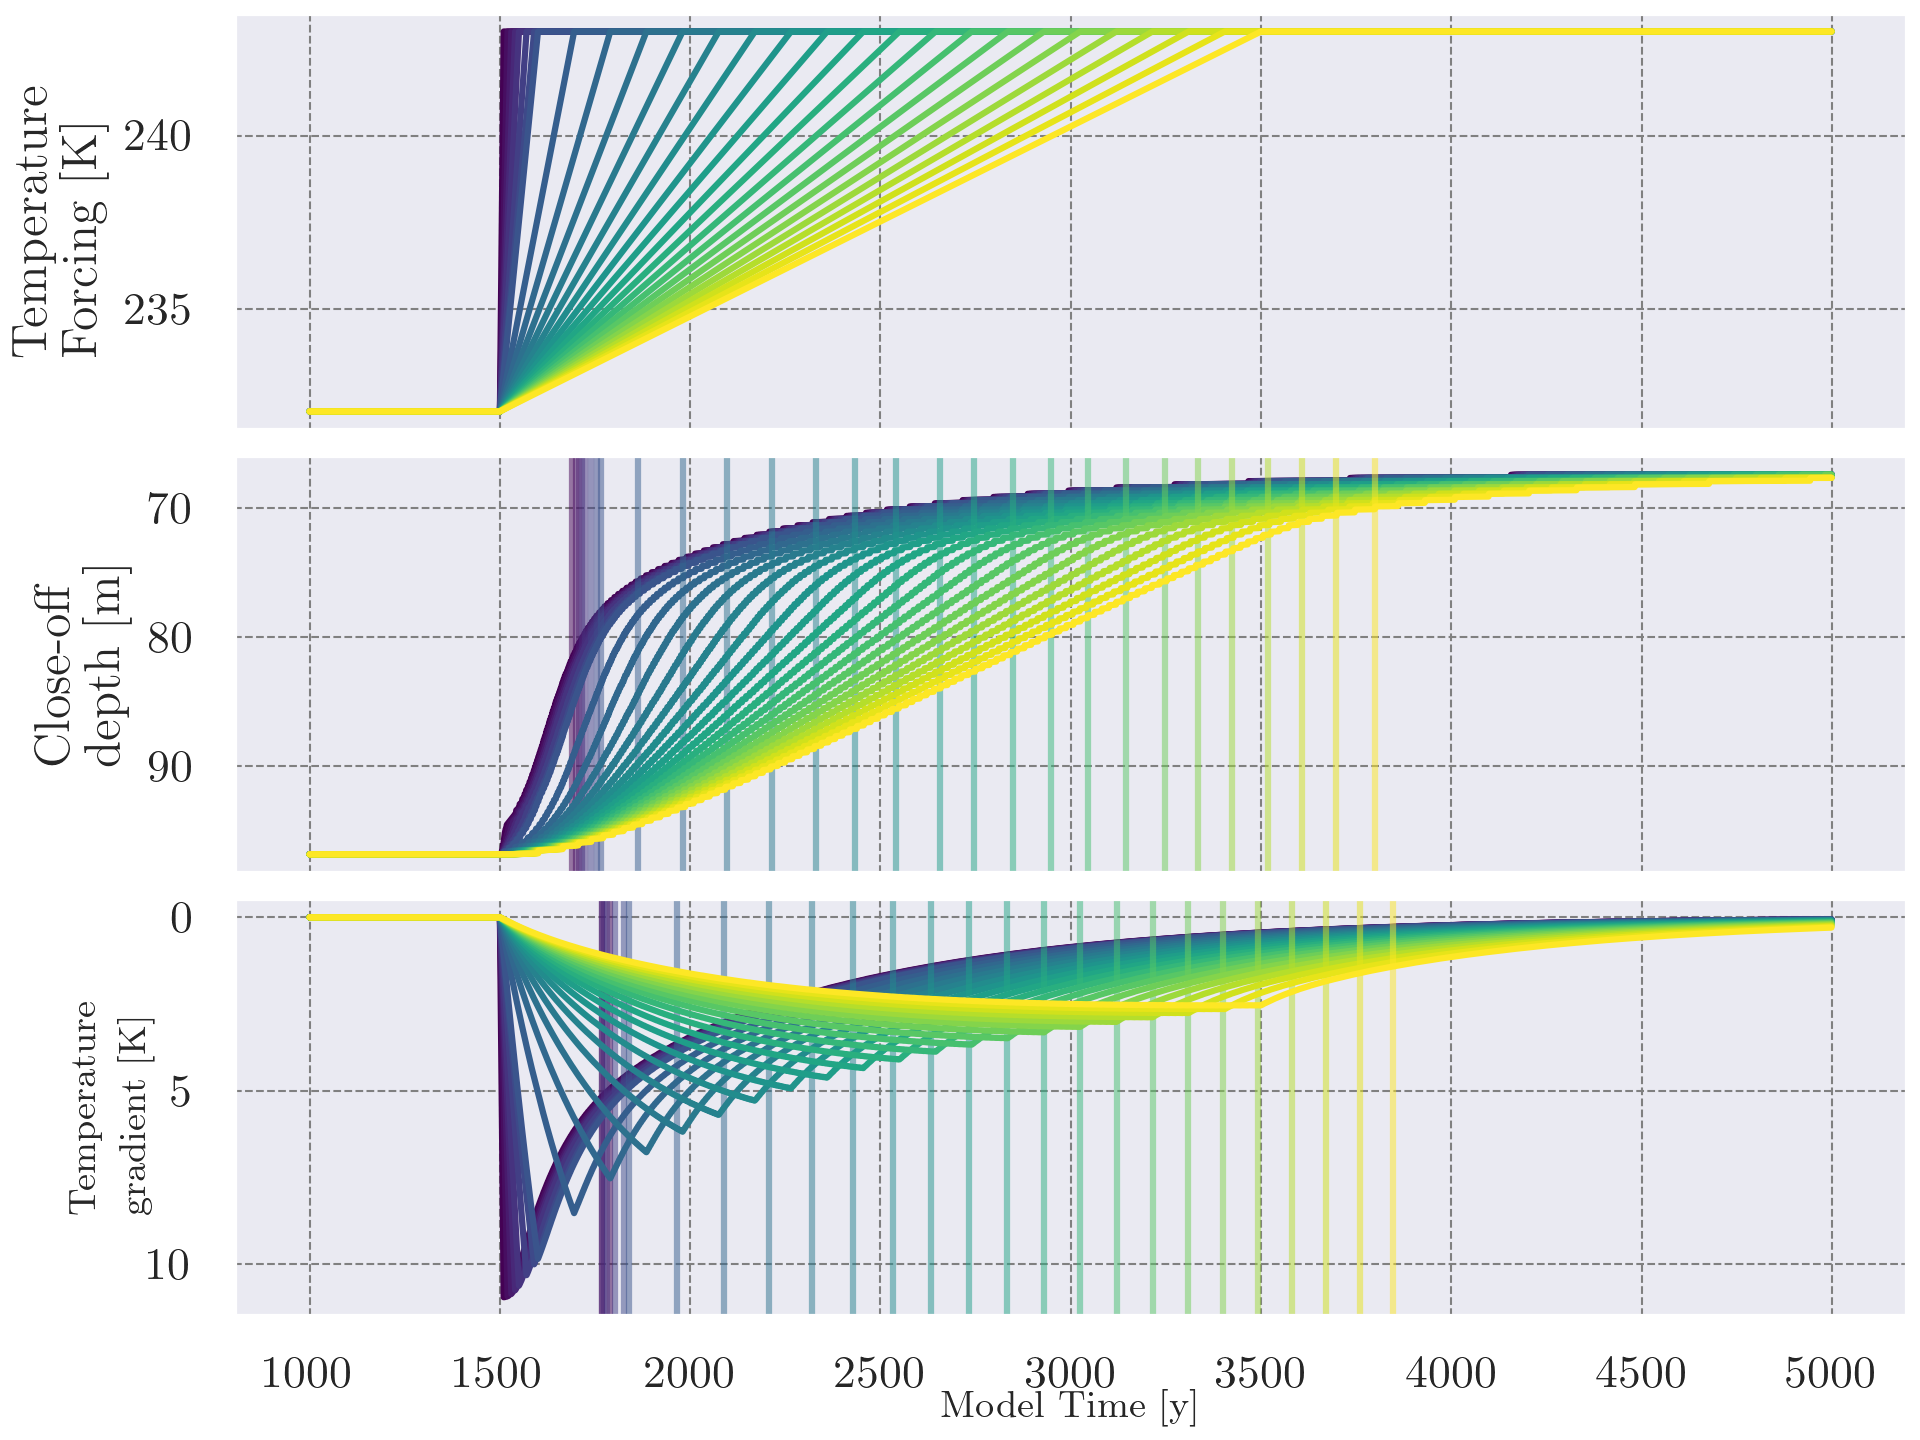 Temperature
Forcing [K]
240
235
Close-off
depth [m]
70
80
90
Temperature
gradient [K]
0
5
10
1000 1500 2000 2500 3000 3500 4000 4500 5000
Model Time [y]